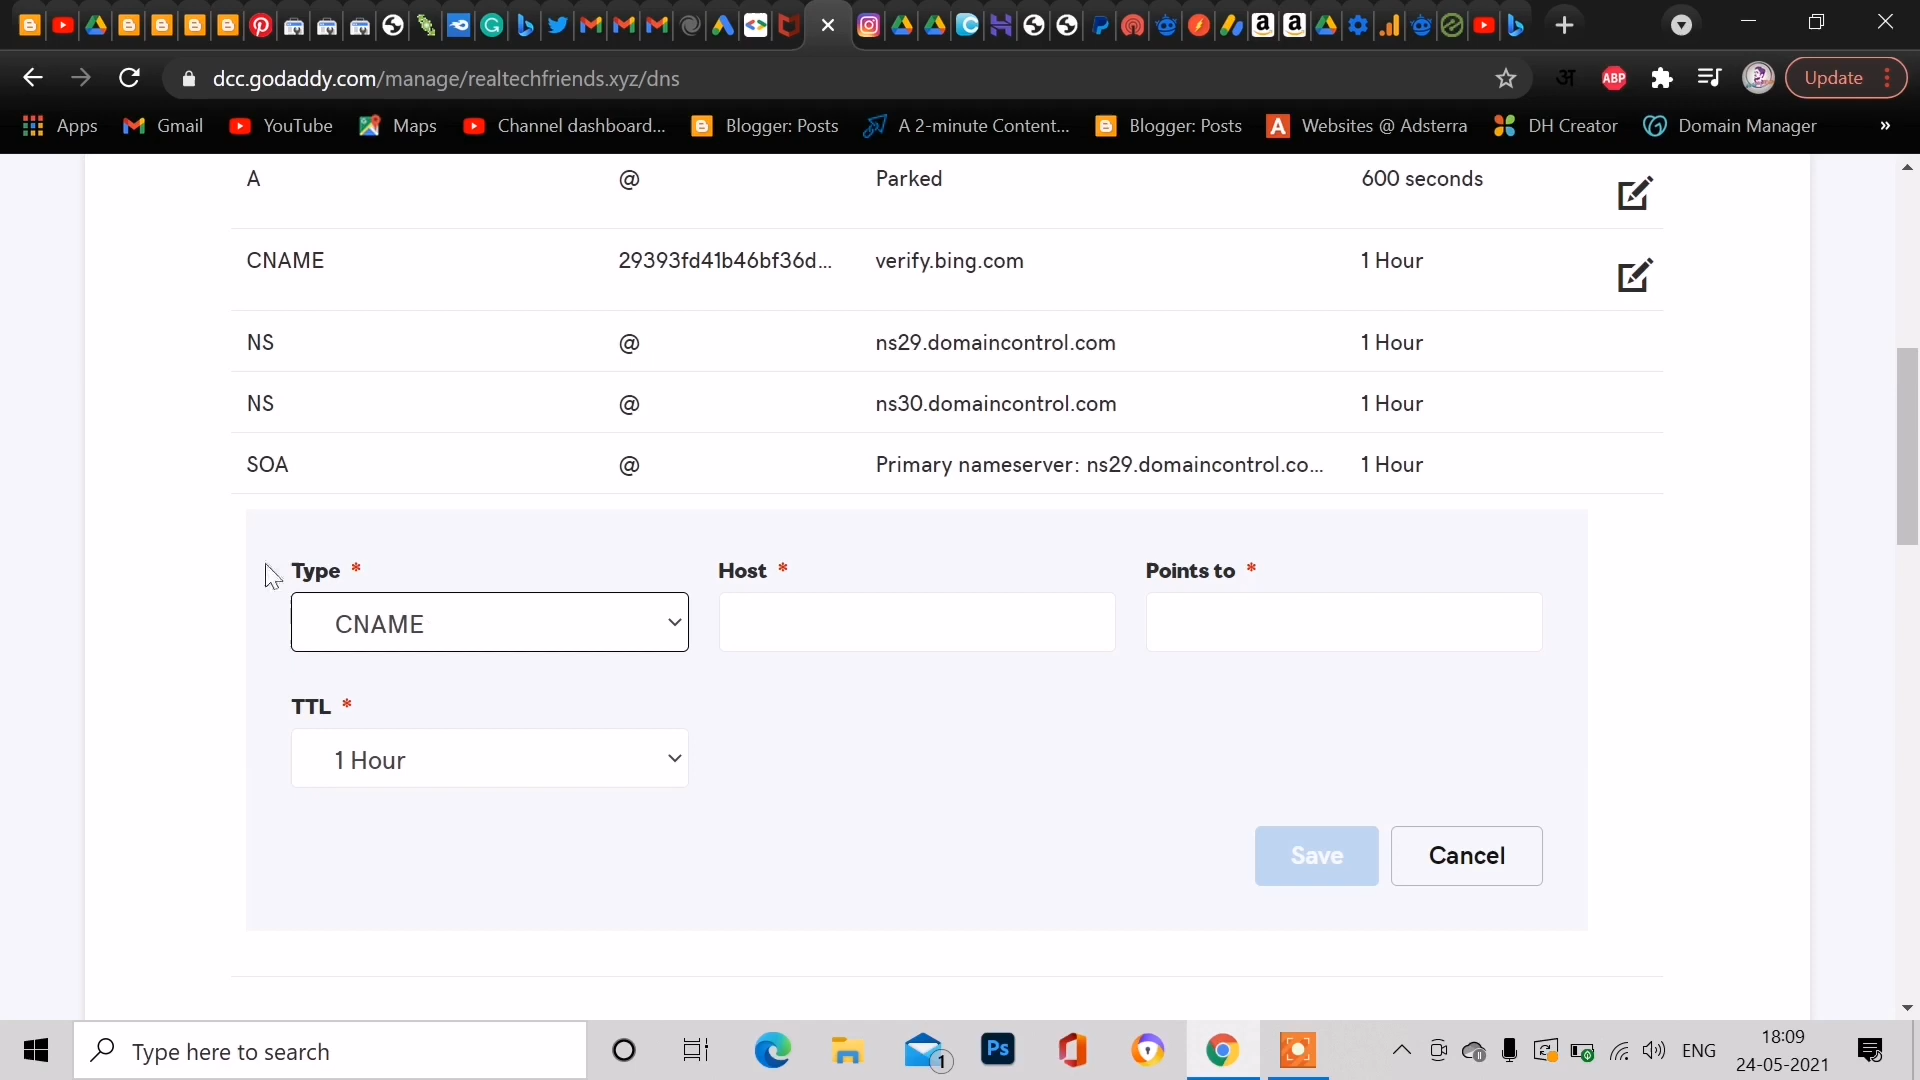 dcc.godaddy.com/manage/realtechfriends.xyz/dns
ABP
Update
Apps
Gmail
YouTube
Maps
Channel dashboard...
Blogger: Posts
A 2-minute Content...
Blogger: Posts
Websites @ Adsterra
DH Creator
Domain Manager
»
A @ Parked 600 seconds
CNAME 29393fd41b46bf36d... verify.bing.com 1 Hour
NS @ ns29.domaincontrol.com 1 Hour
NS @ ns30.domaincontrol.com 1 Hour
SOA @ Primary nameserver: ns29.domaincontrol.co... 1 Hour
Type * Host * Points to *
CNAME
TTL *
1 Hour
Save Cancel
Type here to search
1
Ps
ENG
18:09
24-05-2021